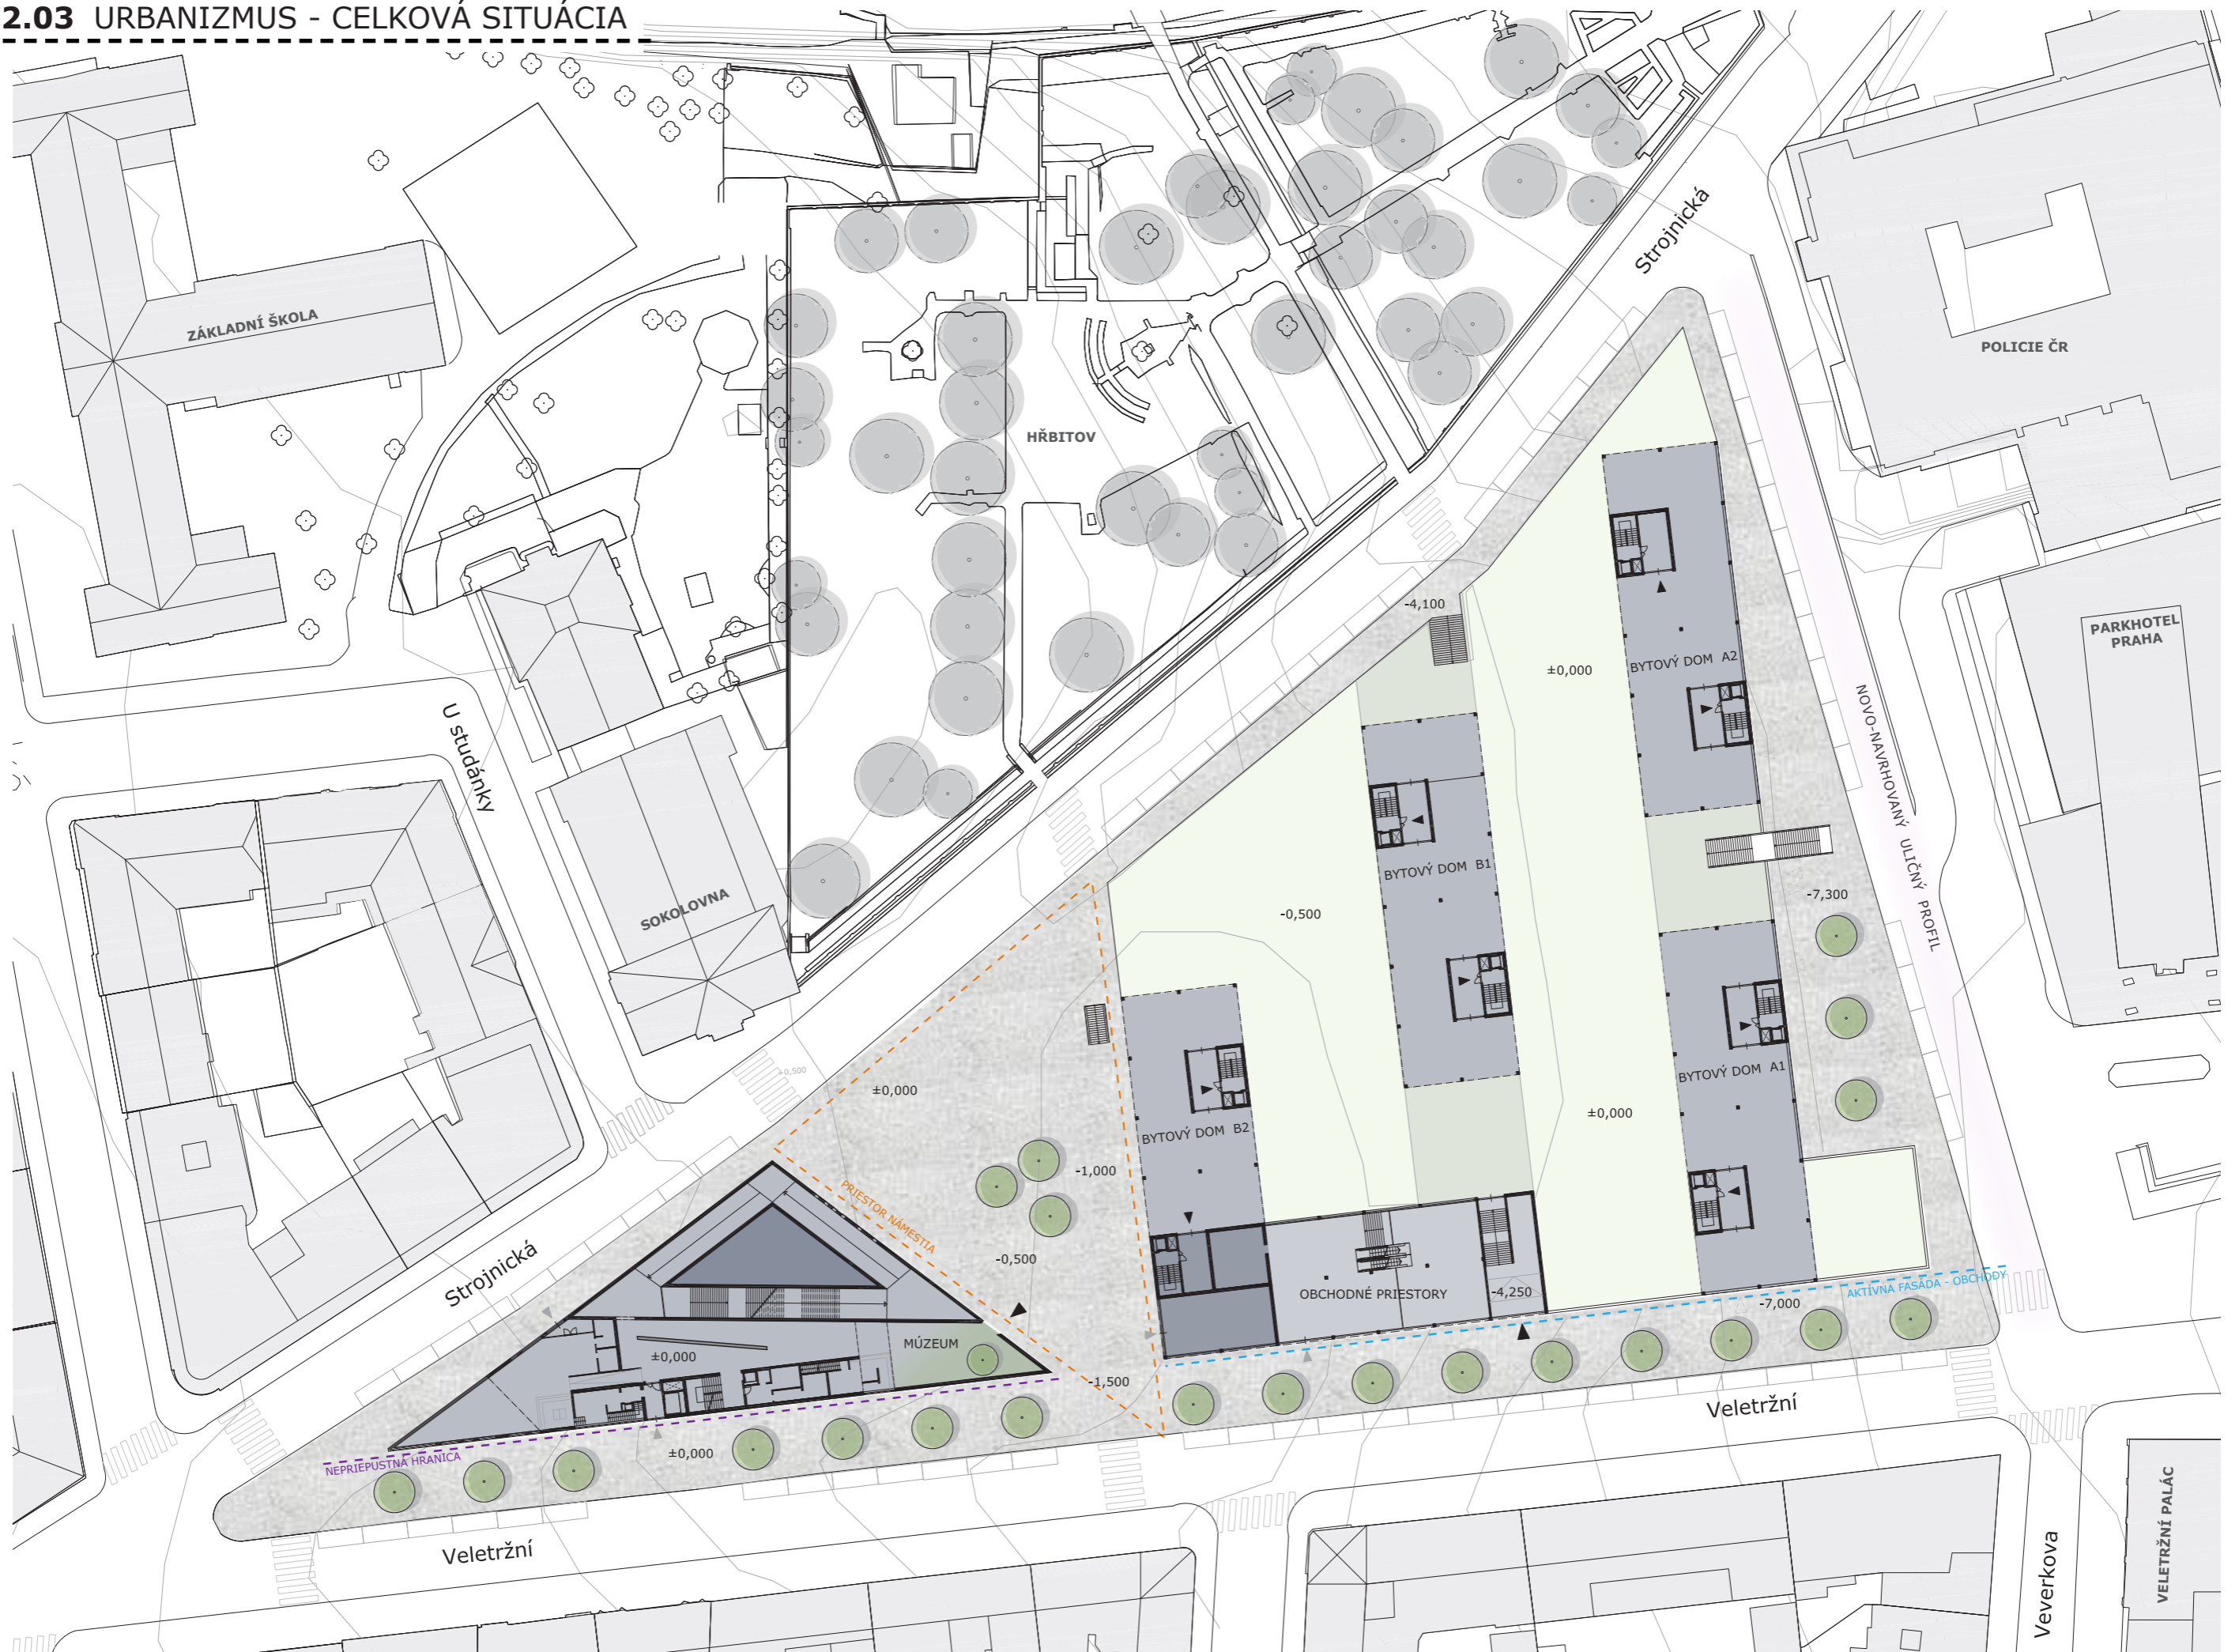 2.03 URBANIZMUS - CELKOVÁ SITUÁCIA
Strojnická
ZÁKLADNÍ ŠKOLA
POLICIE ČR
HŘBITOV
-4,100
PARKHOTEL
PRAHA
±0,000
BYTOVÝ DOM A2
U studánky
NOVO-NAVRHOVANÝ ULIČNÝ PROFIL
BYTOVÝ DOM B1
SOKOLOVNA
-7,300
-0,500
+0,500
±0,000
BYTOVÝ DOM A1
±0,000
BYTOVÝ DOM B2
-1,000
PRIESTOR NÁMESTIA
-0,500
Strojnická
OBCHODNÉ PRIESTORY
-4,250
AKTÍVNA FASÁDA - OBCHODY
-7,000
MÚZEUM
±0,000
-1,500
Veletržní
NEPRIEPUSTNÁ HRANICA
±0,000
Veletržní
Veverkova
VELETRŽNÍ PALÁC